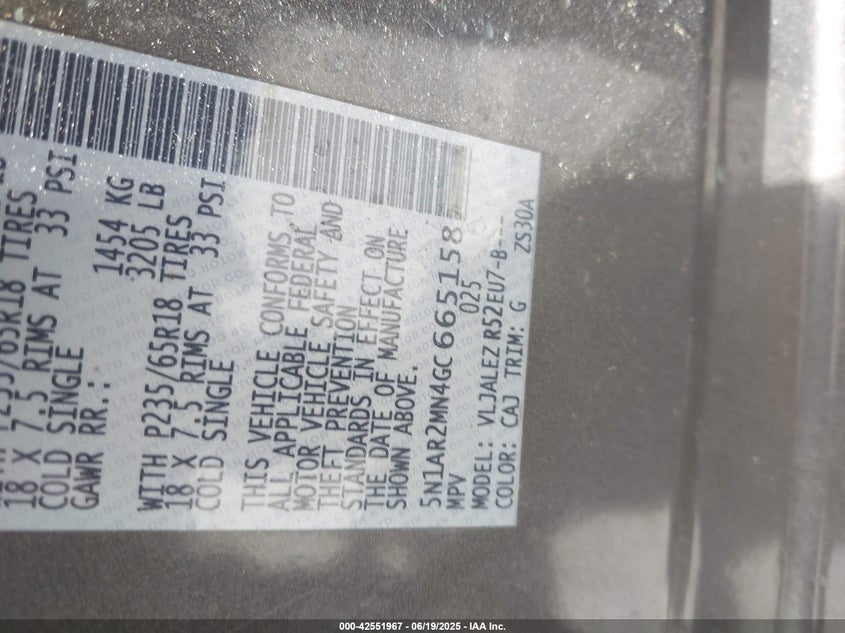 18 X 7.5 RIMS AT 33 PSI
COLD SINGLE
GAWR RR.: 1454 KG
3205 LB
WITH P235/65R18 TIRES
18 X 7.5 RIMS AT 33 PSI
COLD SINGLE
THIS VEHICLE CONFORMS TO
ALL APPLICABLE FEDERAL
MOTOR VEHICLE SAFETY AND
THEFT PREVENTION
STANDARDS IN EFFECT ON
THE DATE OF MANUFACTURE
SHOWN ABOVE.
5N1AR2MN4GC665158
MPV 025
MODEL: VLJALEZ R52EU7-B---
COLOR: CAJ TRIM: G ZS30A
000-42551967 - 06/19/2025 - IAA Inc.